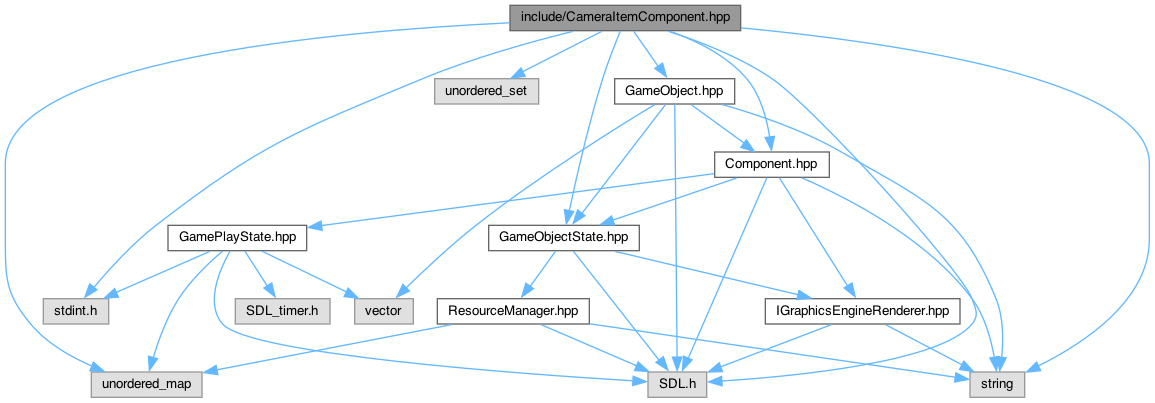 include/CameraItemComponent.hpp
unordered_set
GameObject.hpp
Component.hpp
GamePlayState.hpp
GameObjectState.hpp
stdint.h
SDL_timer.h
vector
ResourceManager.hpp
IGraphicsEngineRenderer.hpp
unordered_map
SDL.h
string